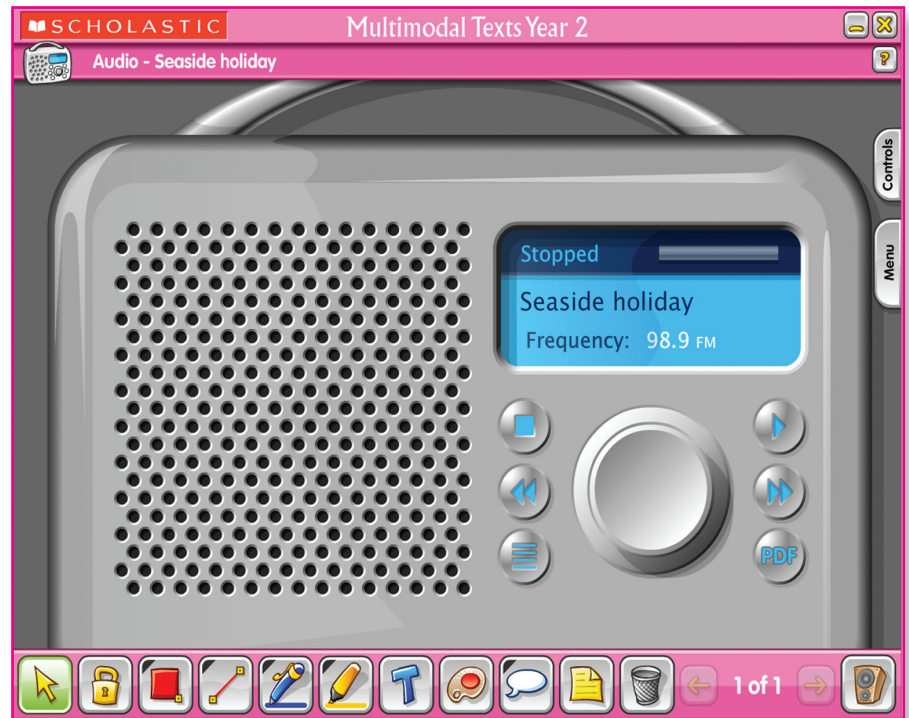 SCHOLASTIC
Multimodal Texts Year 2
Audio - Seaside holiday
?
Controls
Menu
Stopped
Seaside holiday
Frequency: 98.9 FM
PDF
T
1 of 1